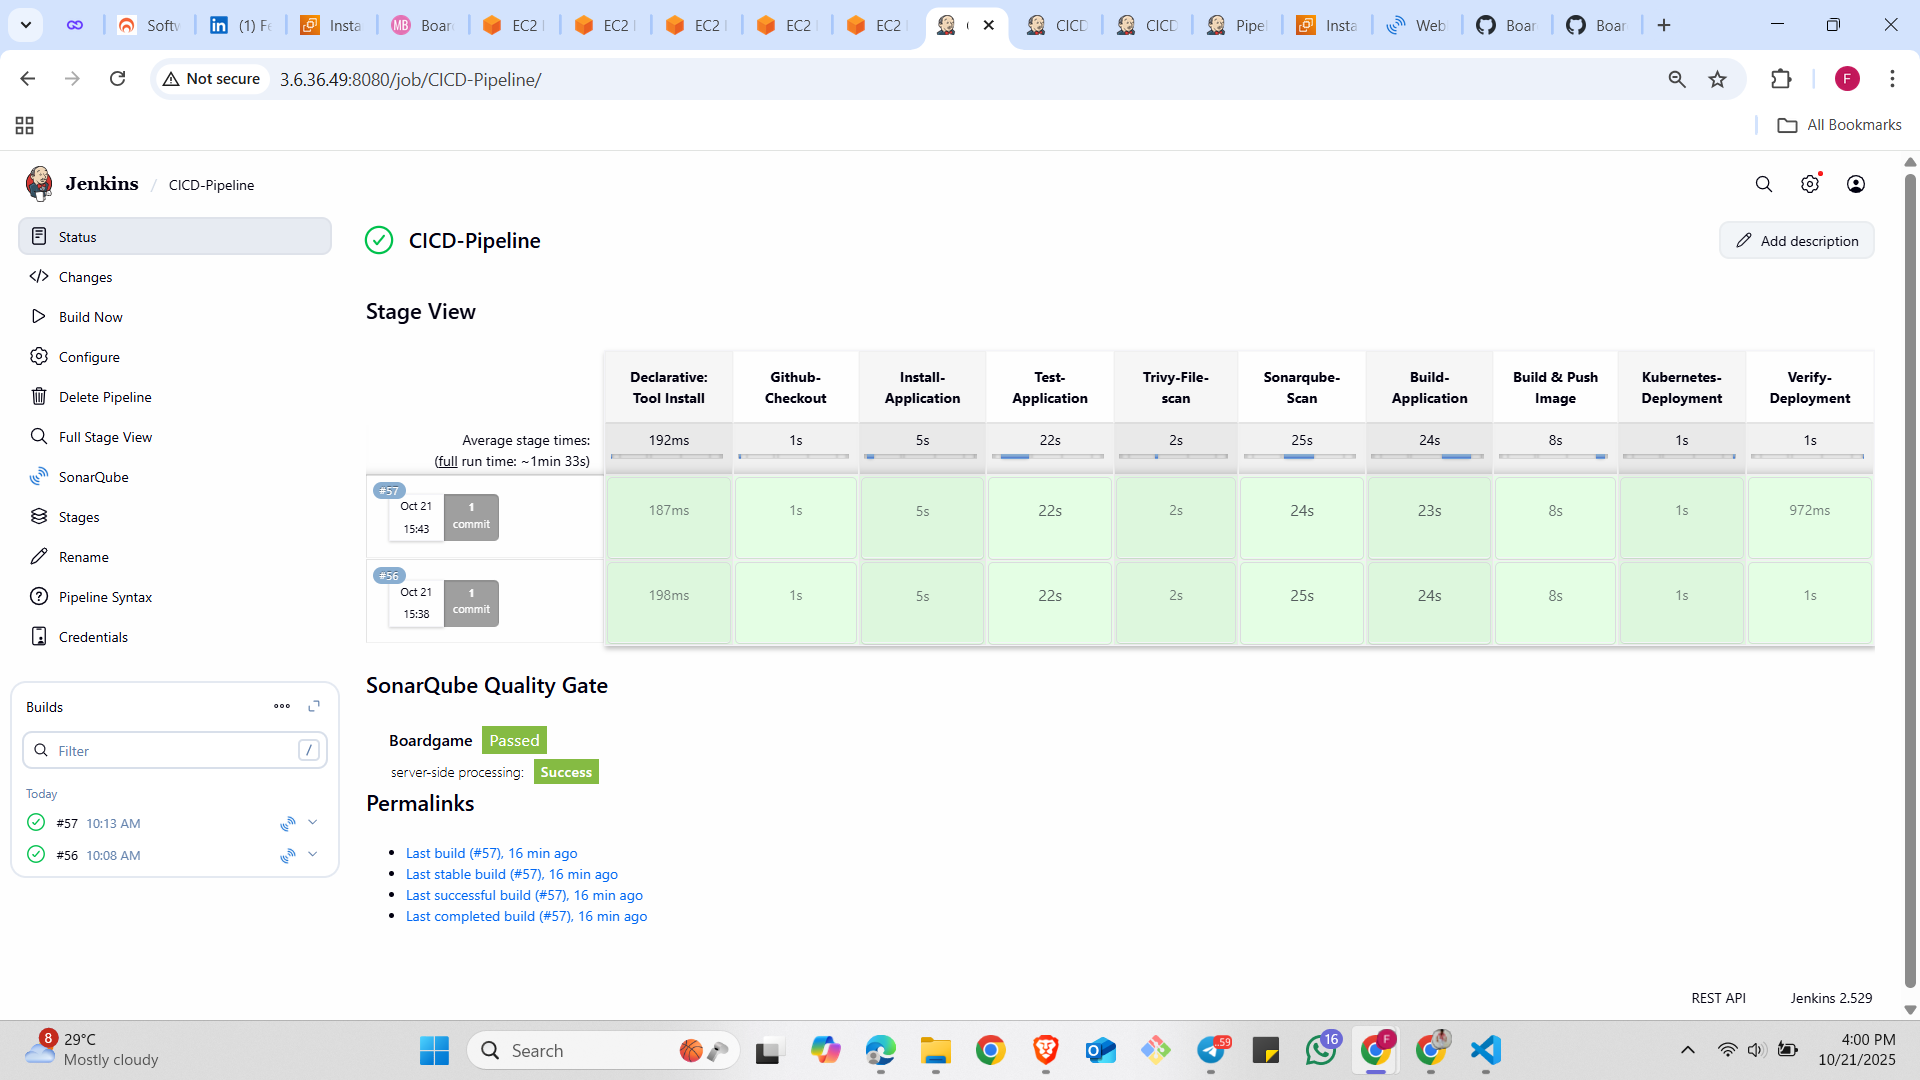 Softw
(1) Fe
Insta
MB Boar
EC2 I
EC2 I
EC2 I
EC2 I
EC2 I
CICD
CICD
Pipel
Insta
Web
Boar
Boar
Not secure 3.6.36.49:8080/job/CICD-Pipeline/
F
All Bookmarks
Jenkins / CICD-Pipeline
Status
Changes
Build Now
Configure
Delete Pipeline
Full Stage View
SonarQube
Stages
Rename
Pipeline Syntax
Credentials
Builds
Filter /
Today
#57 10:13 AM
#56 10:08 AM
CICD-Pipeline
Add description
Stage View
Declarative: Tool Install
Github-Checkout
Install-Application
Test-Application
Trivy-File-scan
Sonarqube-Scan
Build-Application
Build & Push Image
Kubernetes-Deployment
Verify-Deployment
Average stage times:
(full run time: ~1min 33s)
192ms 1s 5s 22s 2s 25s 24s 8s 1s 1s
#57
Oct 21
15:43
1
commit
187ms 1s 5s 22s 2s 24s 23s 8s 1s 972ms
#56
Oct 21
15:38
1
commit
198ms 1s 5s 22s 2s 25s 24s 8s 1s 1s
SonarQube Quality Gate
Boardgame Passed
server-side processing: Success
Permalinks
Last build (#57), 16 min ago
Last stable build (#57), 16 min ago
Last successful build (#57), 16 min ago
Last completed build (#57), 16 min ago
REST API Jenkins 2.529
8
29°C
Mostly cloudy
Search
.59
16
F
4:00 PM
10/21/2025